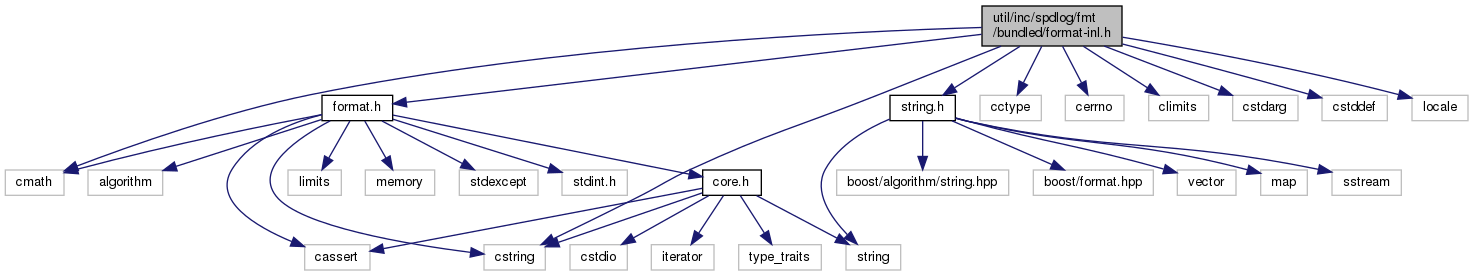 util/inc/spdlog/fmt
/bundled/format-inl.h
format.h
string.h
cctype
cerrno
climits
cstdarg
cstddef
locale
cmath
algorithm
limits
memory
stdexcept
stdint.h
core.h
boost/algorithm/string.hpp
boost/format.hpp
vector
map
sstream
cassert
cstring
cstdio
iterator
type_traits
string